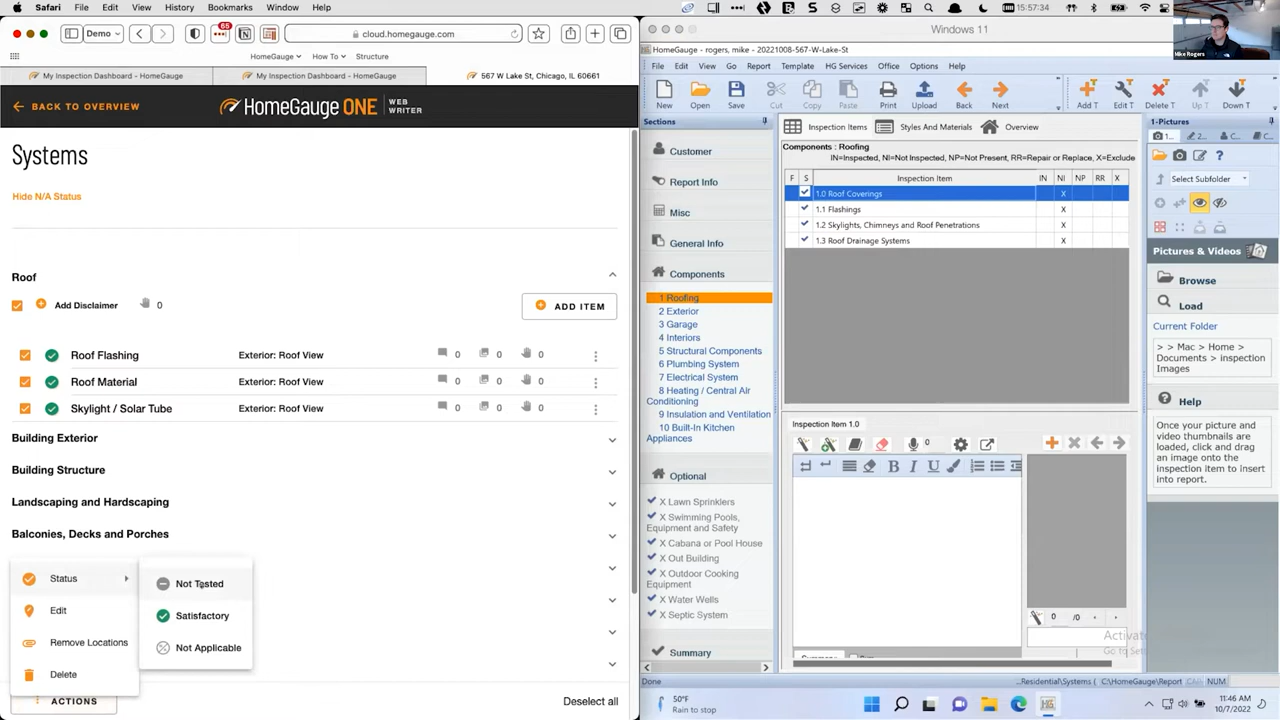 Safari File Edit View History Bookmarks Window Help
15:57:34
Demo
65
cloud.homegauge.com
HomeGauge How To Structure
My Inspection Dashboard - HomeGauge
My Inspection Dashboard - HomeGauge
567 W Lake St, Chicago, IL 60661
BACK TO OVERVIEW
HomeGauge ONE WEB WRITER
Systems
Hide N/A Status
Roof
Add Disclaimer 0
ADD ITEM
Roof Flashing Exterior: Roof View 0 0 0
Roof Material Exterior: Roof View 0 0 0
Skylight / Solar Tube Exterior: Roof View 0 0 0
Building Exterior
Building Structure
Landscaping and Hardscaping
Balconies, Decks and Porches
Status
Edit
Remove Locations
Delete
Not Tested
Satisfactory
Not Applicable
ACTIONS
Deselect all
Windows 11
Mike Rogers
HomeGauge - rogers, mike - 20221008-567-W-Lake-St
File Edit View Go Report Template HG Services Office Options Help
New Open Save Cut Copy Paste Print Upload Back Next Add T Edit T Delete T Up T Down T
Sections
Customer
Report Info
Misc
General Info
Components
1 Roofing
2 Exterior
3 Garage
4 Interiors
5 Structural Components
6 Plumbing System
7 Electrical System
8 Heating / Central Air Conditioning
9 Insulation and Ventilation
10 Built-In Kitchen Appliances
Optional
X Lawn Sprinklers
X Swimming Pools, Equipment and Safety
X Cabana or Pool House
X Out Building
X Outdoor Cooking Equipment
X Water Wells
X Septic System
Summary
Inspection Items Styles And Materials Overview
Components : Roofing
IN=Inspected, NI=Not Inspected, NP=Not Present, RR=Repair or Replace, X=Exclude
F S Inspection Item IN NI NP RR X
1.0 Roof Coverings X
1.1 Flashings X
1.2 Skylights, Chimneys and Roof Penetrations X
1.3 Roof Drainage Systems X
Inspection Item 1.0
0
B I U
0 /0
1-Pictures
Select Subfolder
Pictures & Videos
Browse
Load
Current Folder
> > Mac > Home > Documents > inspection Images
Help
Once your picture and video thumbnails are loaded, click and drag an image onto the inspection item to insert into report.
Done
...Residential\Systems
C:\HomeGauge\Report
NUM
50°F
Rain to stop
11:46 AM
10/7/2022